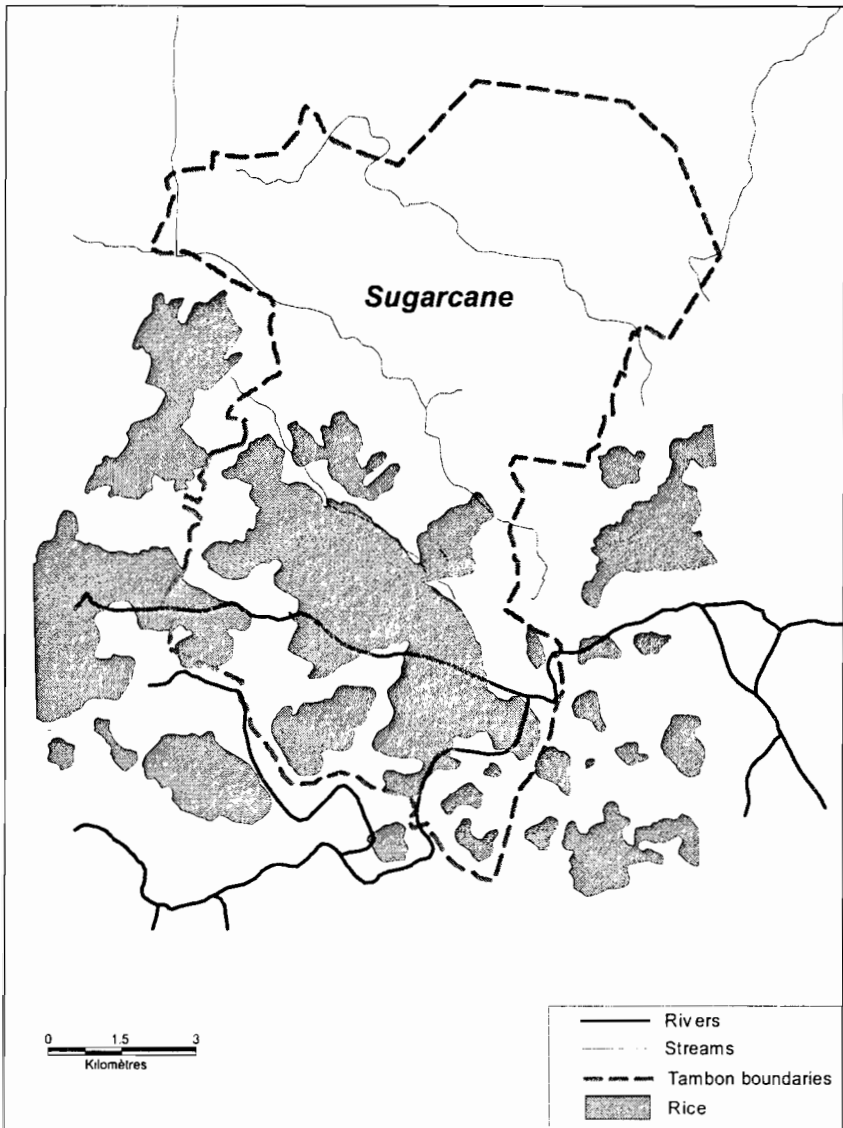 Sugarcane
0 1.5 3
Kilomètres
Rivers
Streams
Tambon boundaries
Rice